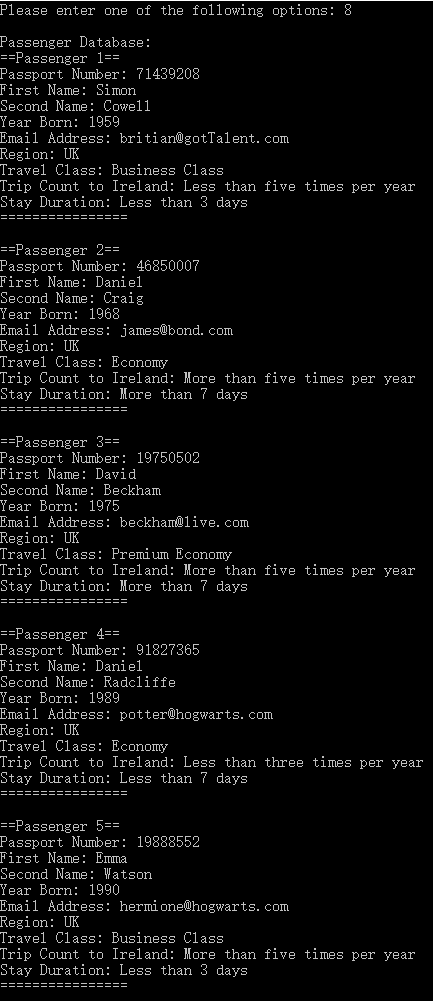 Please enter one of the following options: 8
Passenger Database:
==Passenger 1==
Passport Number: 71439208
First Name: Simon
Second Name: Cowell
Year Born: 1959
Email Address: britian@gotTalent.com
Region: UK
Travel Class: Business Class
Trip Count to Ireland: Less than five times per year
Stay Duration: Less than 3 days
================
==Passenger 2==
Passport Number: 46850007
First Name: Daniel
Second Name: Craig
Year Born: 1968
Email Address: james@bond.com
Region: UK
Travel Class: Economy
Trip Count to Ireland: More than five times per year
Stay Duration: More than 7 days
================
==Passenger 3==
Passport Number: 19750502
First Name: David
Second Name: Beckham
Year Born: 1975
Email Address: beckham@live.com
Region: UK
Travel Class: Premium Economy
Trip Count to Ireland: More than five times per year
Stay Duration: More than 7 days
================
==Passenger 4==
Passport Number: 91827365
First Name: Daniel
Second Name: Radcliffe
Year Born: 1989
Email Address: potter@hogwarts.com
Region: UK
Travel Class: Economy
Trip Count to Ireland: Less than three times per year
Stay Duration: Less than 7 days
================
==Passenger 5==
Passport Number: 19888552
First Name: Emma
Second Name: Watson
Year Born: 1990
Email Address: hermione@hogwarts.com
Region: UK
Travel Class: Business Class
Trip Count to Ireland: More than five times per year
Stay Duration: Less than 3 days
================